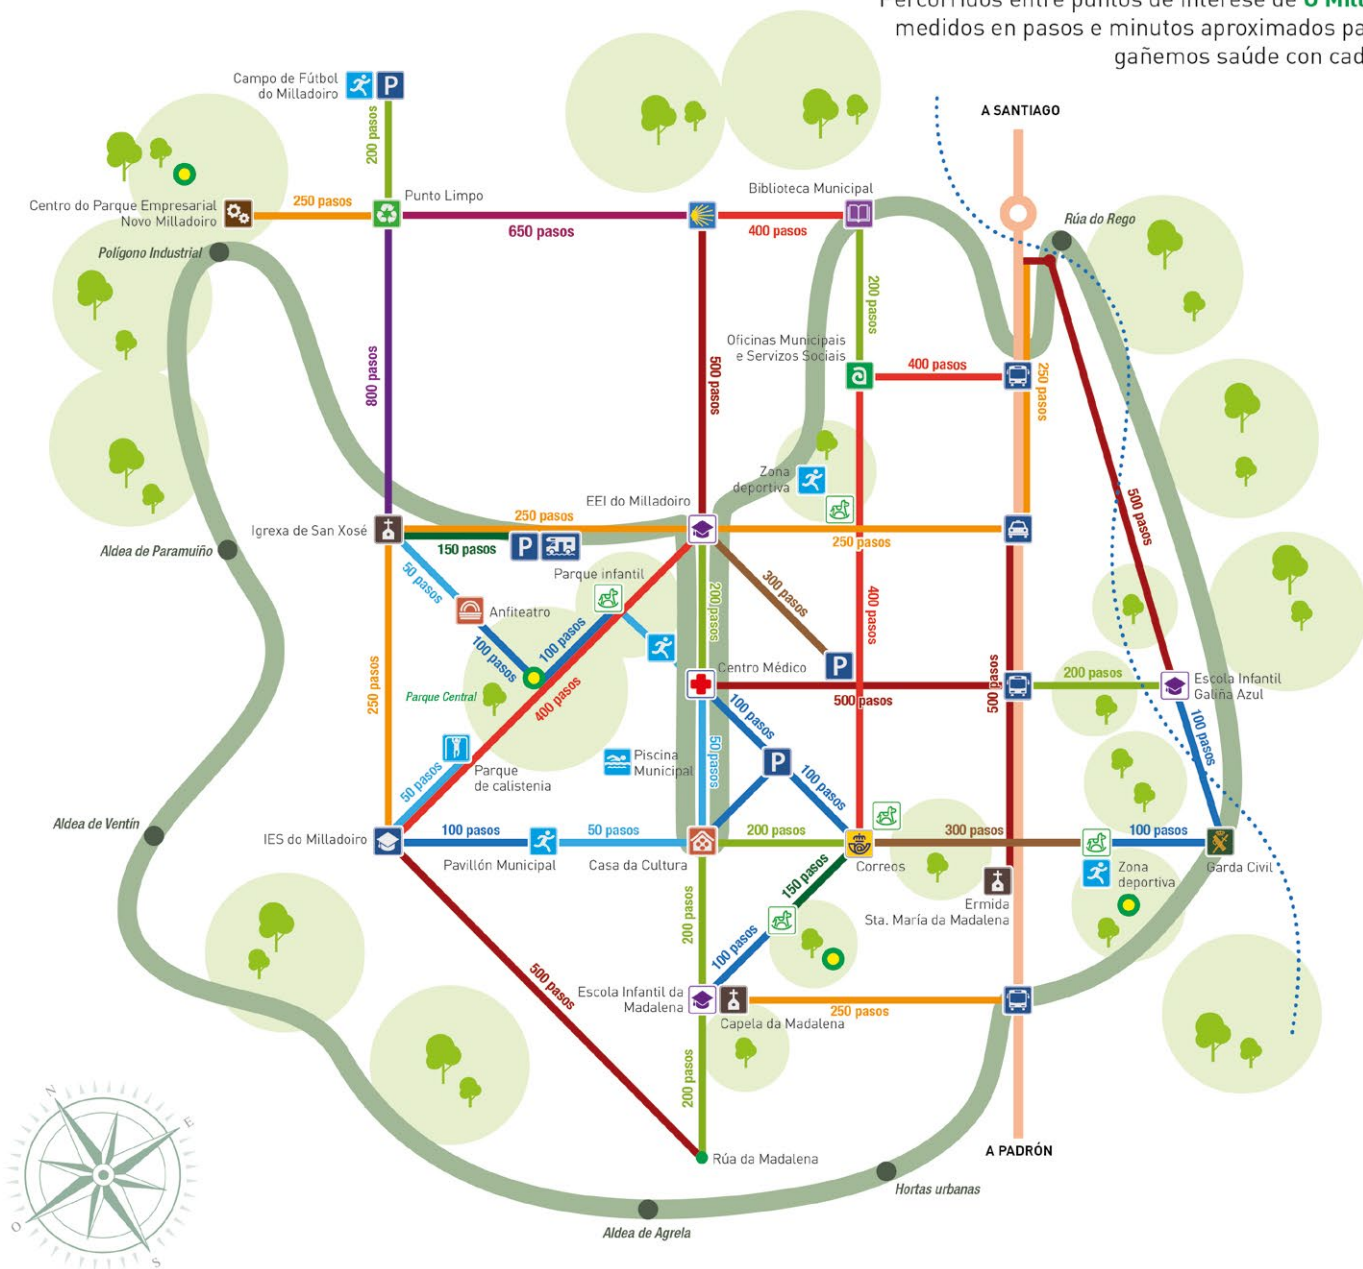 Percorridos entre puntos de interese de O Mill
medidos en pasos e minutos aproximados pa
gañemos saúde con cad
Campo de Fútbol
do Milladoiro
A SANTIAGO
200 pasos
Centro do Parque Empresarial
Novo Milladoiro
250 pasos
Punto Limpo
650 pasos
Biblioteca Municipal
400 pasos
Rúa do Rego
Polígono Industrial
200 pasos
Oficinas Municipais
e Servizos Sociais
400 pasos
800 pasos
500 pasos
250 pasos
Zona
deportiva
EEI do Milladoiro
250 pasos
250 pasos
500 pasos
Igrexa de San Xosé
150 pasos
Aldea de Paramuíño
50 pasos
Parque infantil
Anfiteatro
100 pasos
100 pasos
200 pasos
300 pasos
400 pasos
Parque Central
400 pasos
Centro Médico
500 pasos
500 pasos
200 pasos
Escola Infantil
Galiña Azul
250 pasos
100 pasos
100 pasos
50 pasos
Parque
de calistenia
Piscina
Municipal
50 pasos
100 pasos
Aldea de Ventín
IES do Milladoiro
100 pasos
Pavillón Municipal
50 pasos
Casa da Cultura
200 pasos
Correos
300 pasos
100 pasos
Zona
deportiva
Garda Civil
150 pasos
Ermida
Sta. María da Madalena
200 pasos
100 pasos
500 pasos
Escola Infantil da
Madalena
Capela da Madalena
250 pasos
200 pasos
Rúa da Madalena
A PADRÓN
Hortas urbanas
Aldea de Agrela
N
E
O
S
P
P
P
P